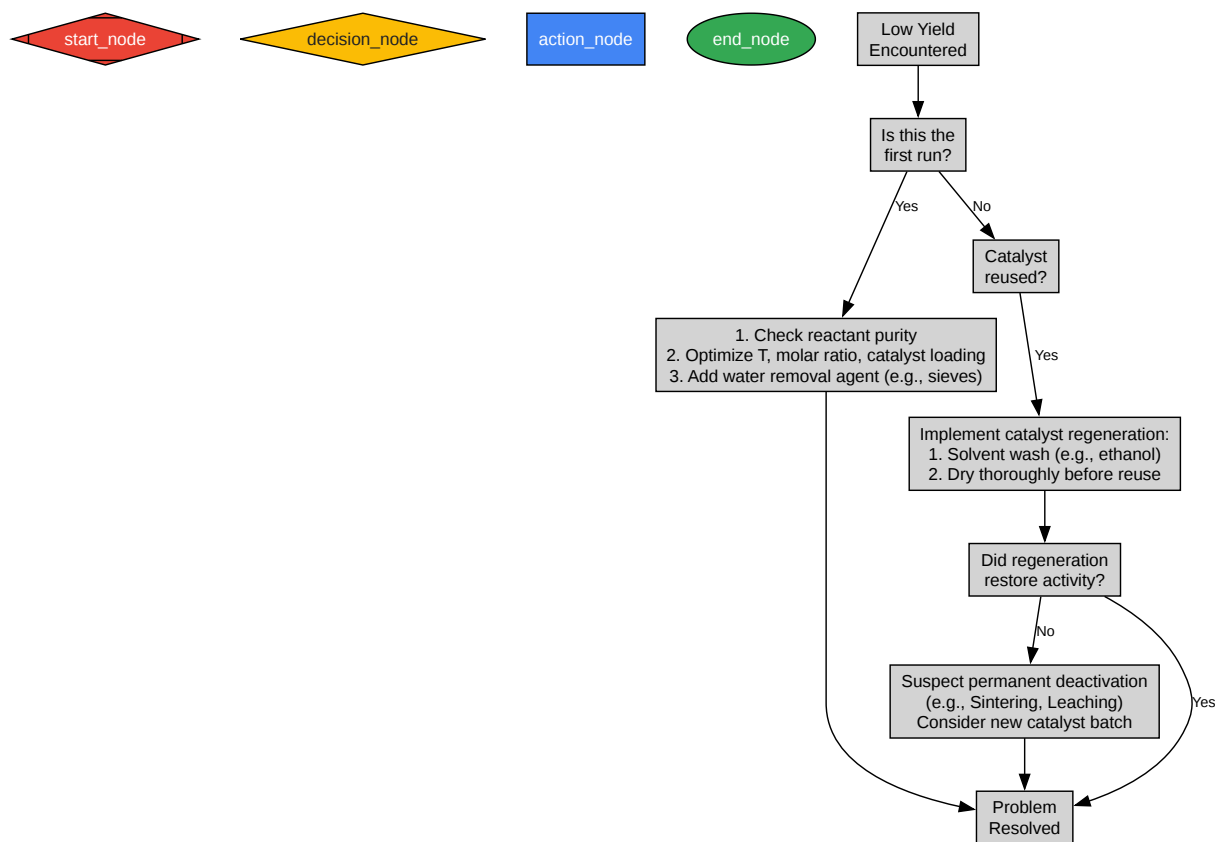 start_node
decision_node
action_node
end_node
Low Yield
Encountered
Is this the
first run?
Yes
No
Catalyst
reused?
1. Check reactant purity
2. Optimize T, molar ratio, catalyst loading
3. Add water removal agent (e.g., sieves)
Yes
Implement catalyst regeneration:
1. Solvent wash (e.g., ethanol)
2. Dry thoroughly before reuse
Did regeneration
restore activity?
No
Suspect permanent deactivation
(e.g., Sintering, Leaching)
Consider new catalyst batch
Yes
Problem
Resolved